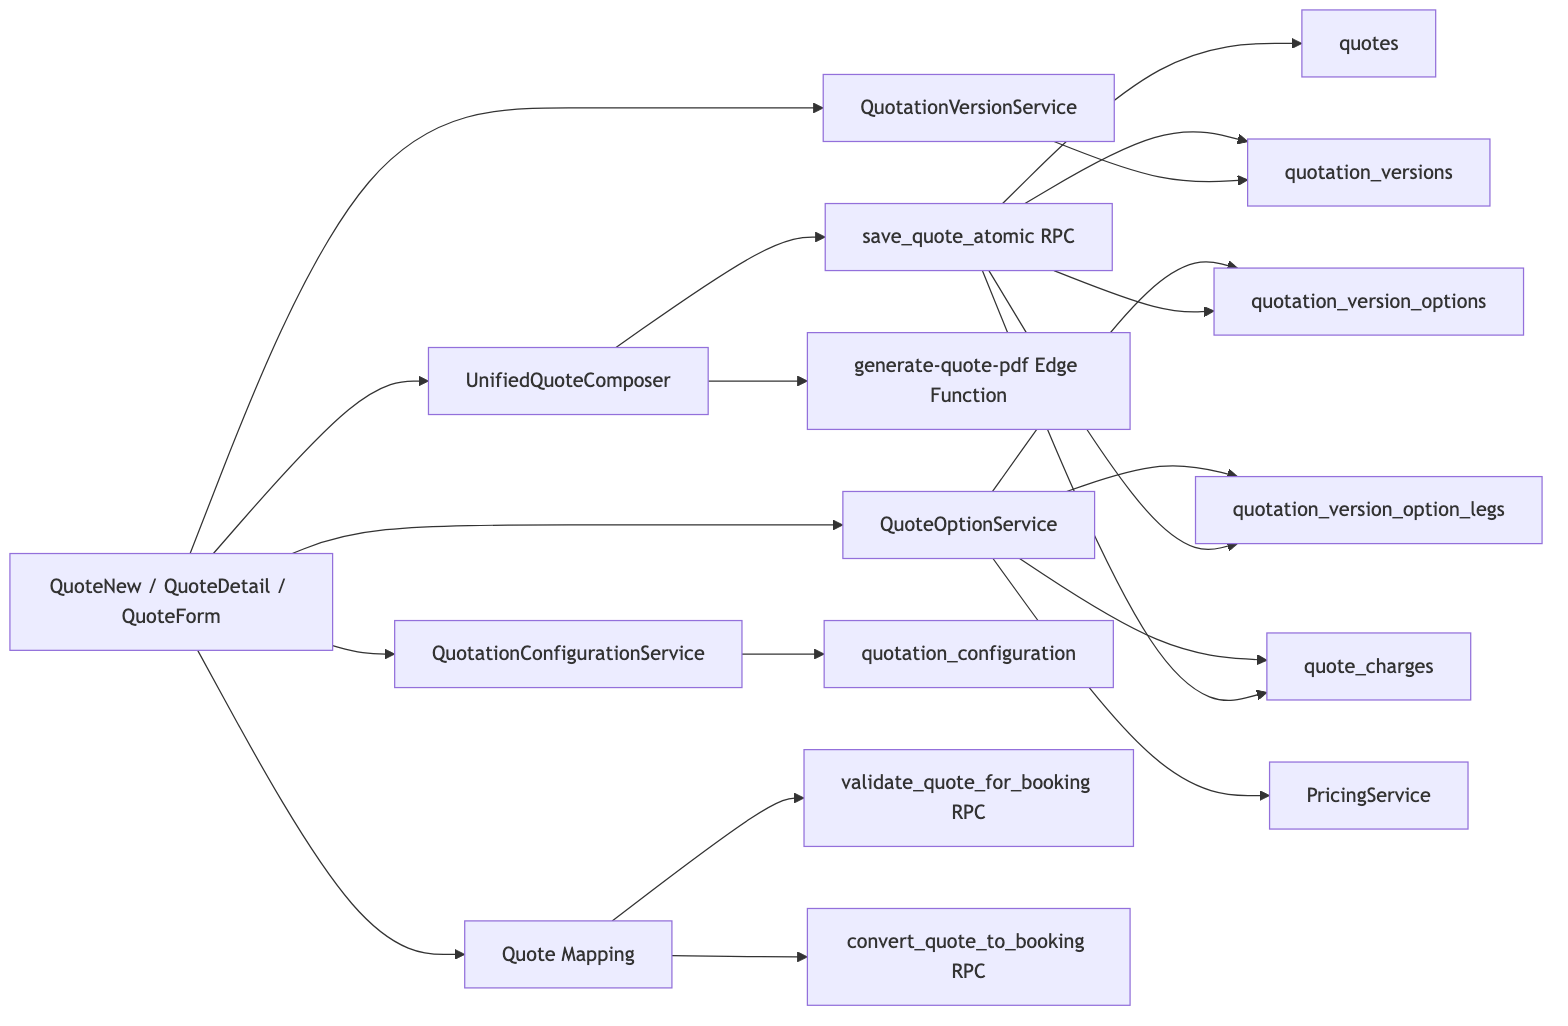 quotes
QuotationVersionService
quotation_versions
save_quote_atomic RPC
quotation_version_options
UnifiedQuoteComposer
generate-quote-pdf Edge
Function
QuoteOptionService
quotation_version_option_legs
QuoteNew / QuoteDetail /
QuoteForm
QuotationConfigurationService
quotation_configuration
quote_charges
validate_quote_for_booking
RPC
PricingService
Quote Mapping
convert_quote_to_booking
RPC